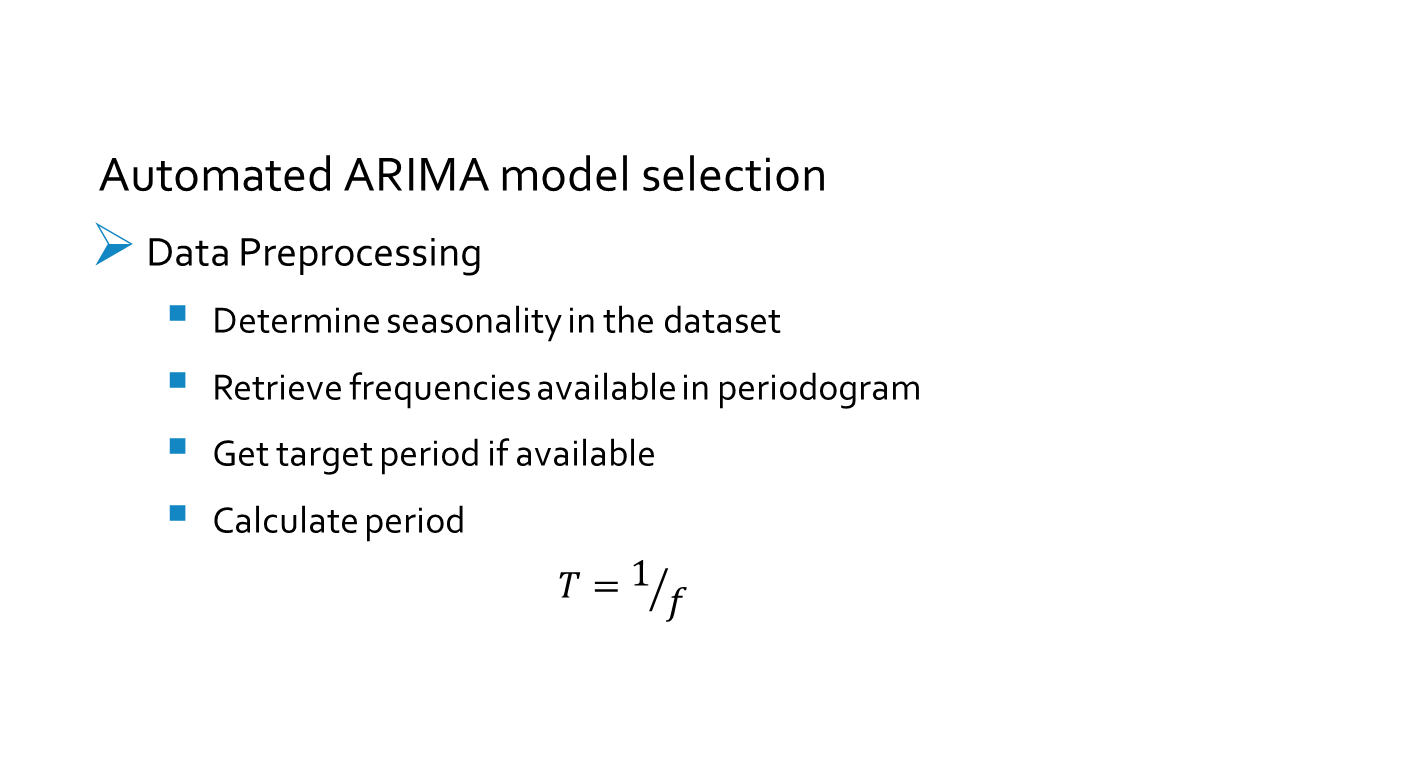 Automated ARIMA model selection
Data Preprocessing
Determine seasonality in the dataset
Retrieve frequencies available in periodogram
Get target period if available
Calculate period
T = 1/f